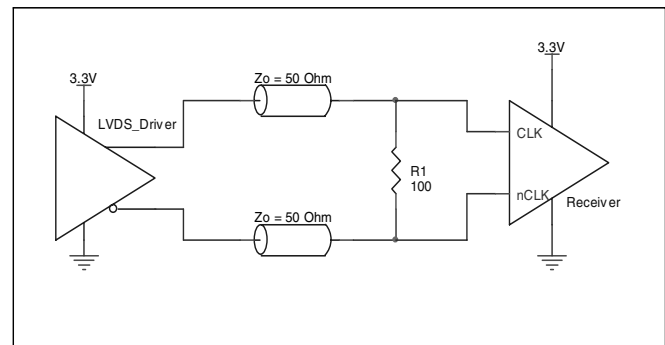 3.3V
LVDS_Driver
Zo = 50 Ohm
Zo = 50 Ohm
R1
100
3.3V
CLK
nCLK
Receiver